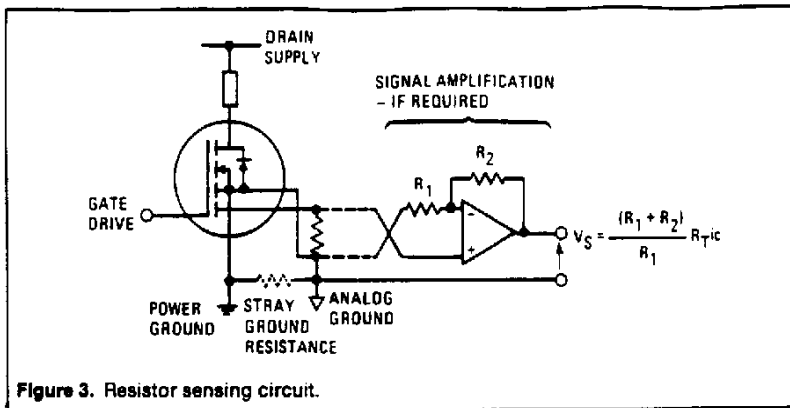 DRAIN
SUPPLY
SIGNAL AMPLIFICATION
– IF REQUIRED
R2
R1
GATE
DRIVE
-
+
VS = (R1 + R2) / R1 RTic
POWER
GROUND
STRAY
GROUND
RESISTANCE
ANALOG
GROUND
Figure 3. Resistor sensing circuit.